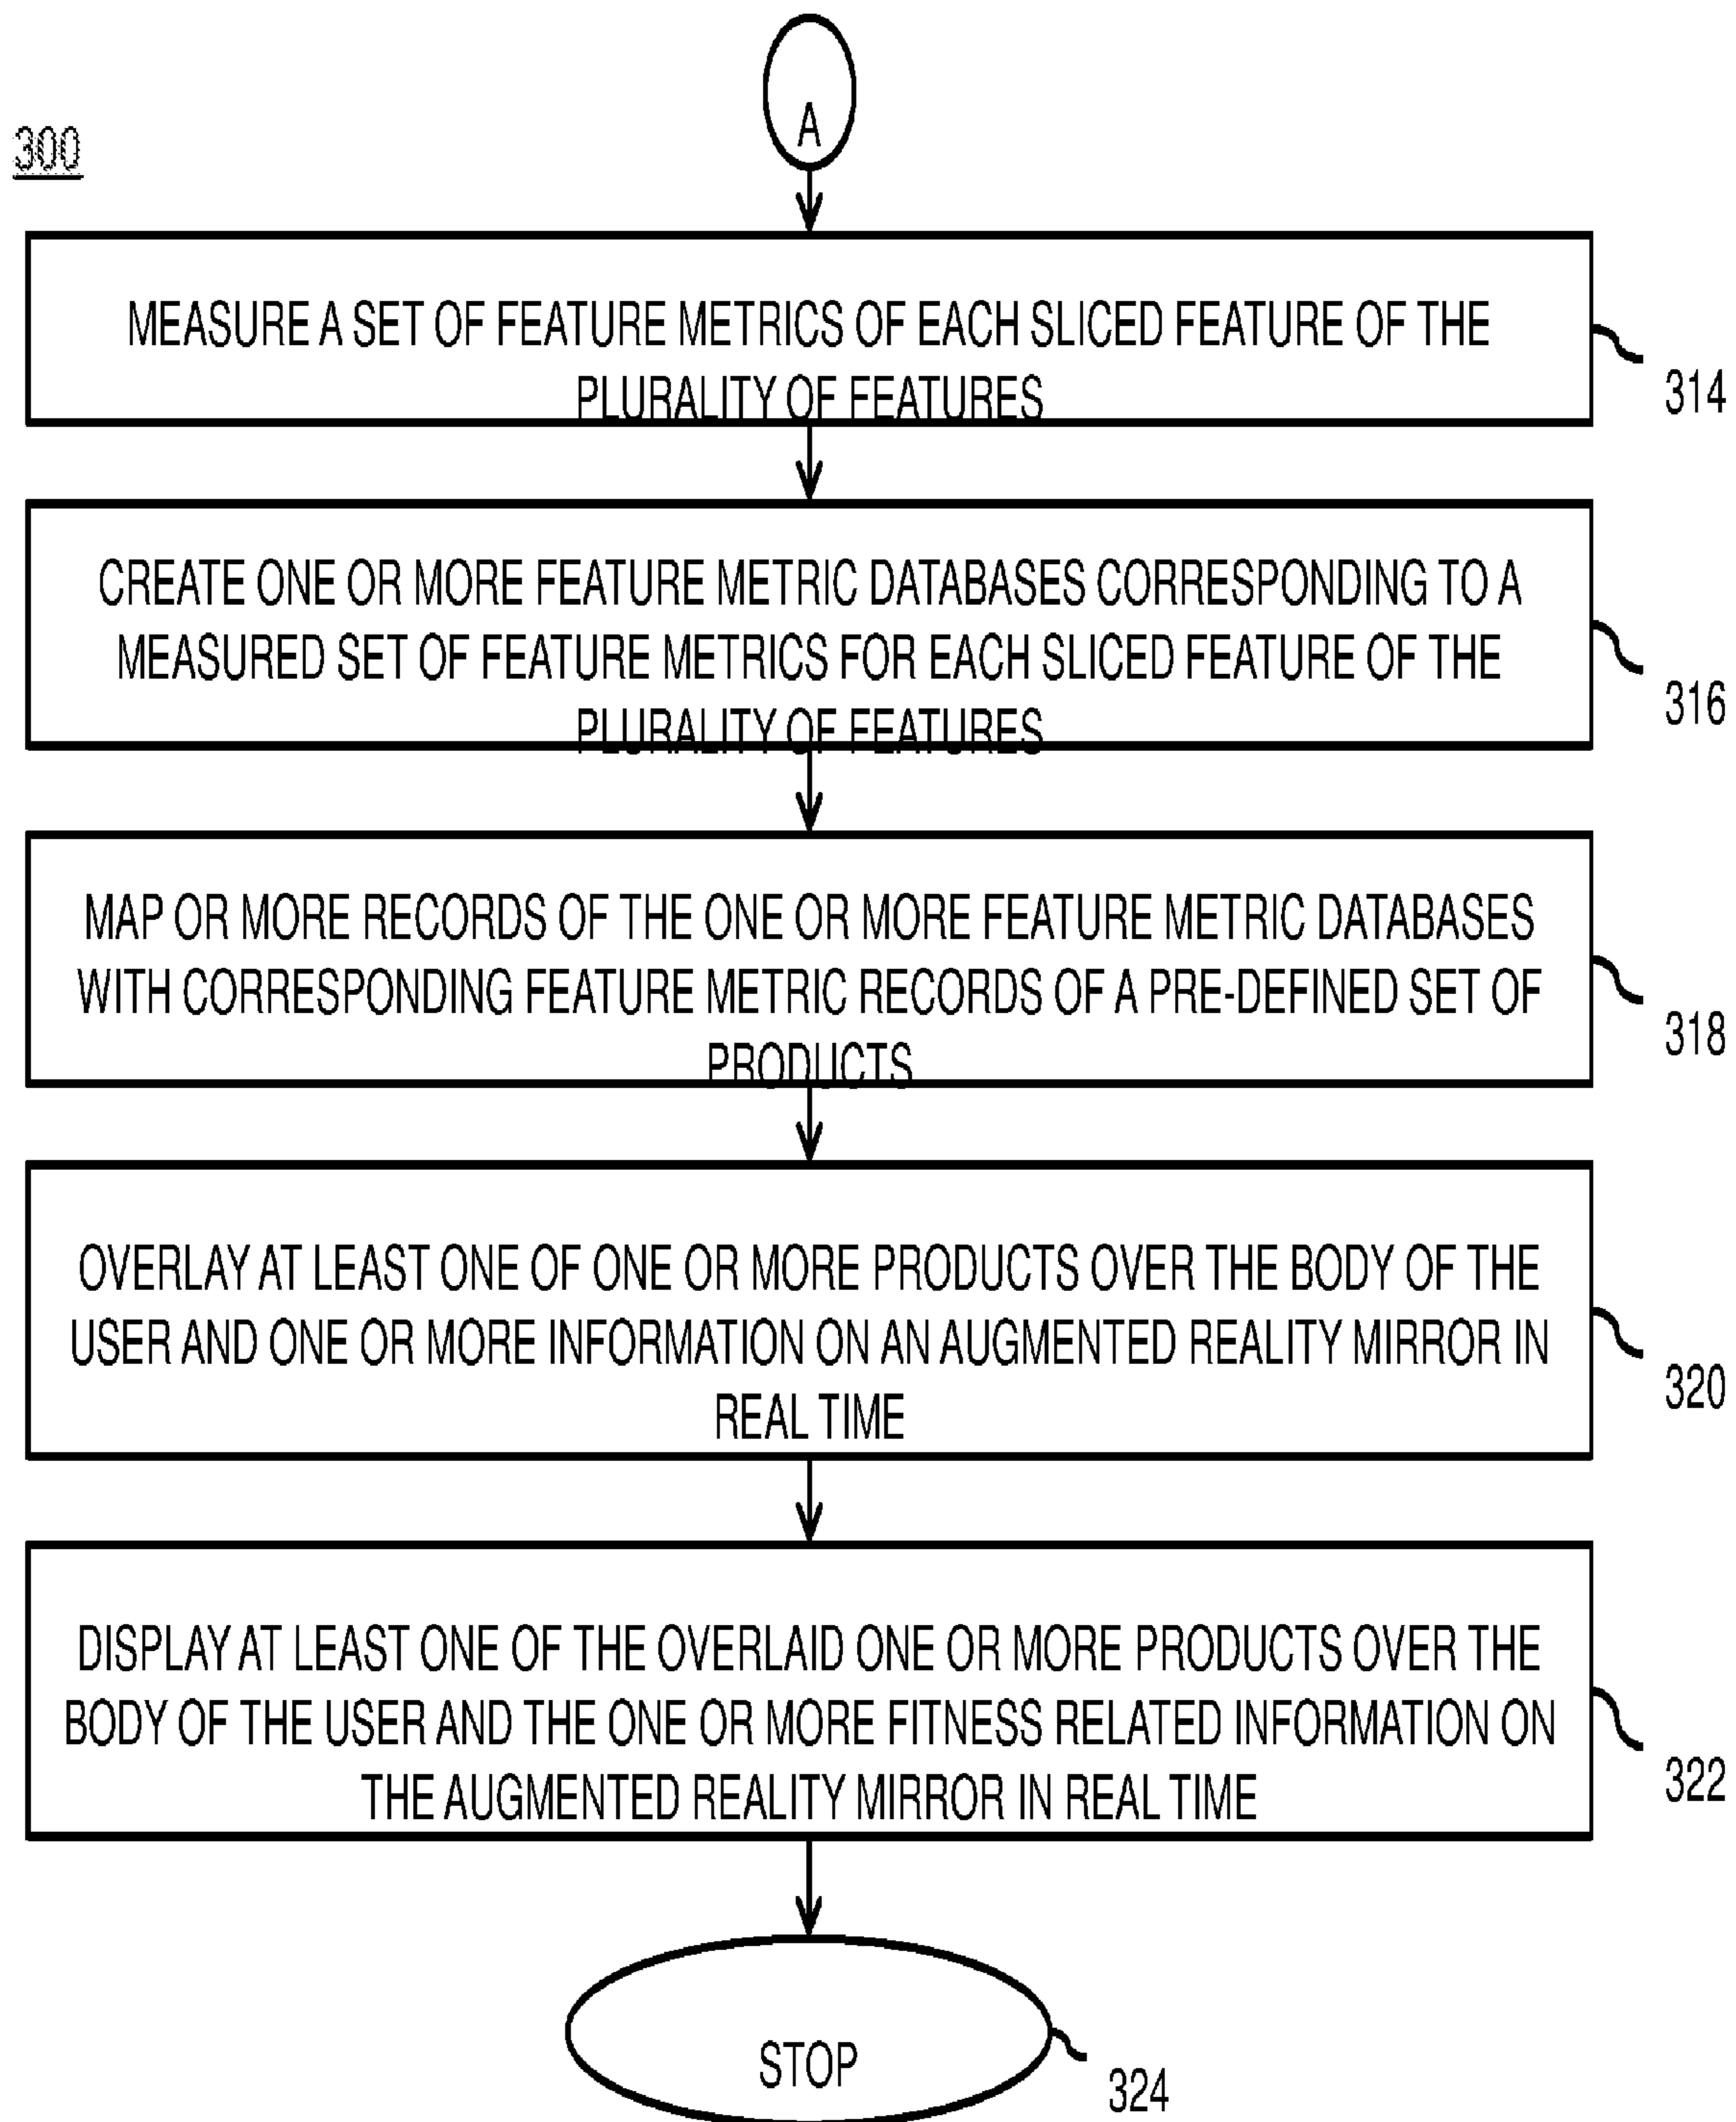 A
300
MEASURE A SET OF FEATURE METRICS OF EACH SLICED FEATURE OF THE
PLURALITY OF FEATURES
314
CREATE ONE OR MORE FEATURE METRIC DATABASES CORRESPONDING TO A
MEASURED SET OF FEATURE METRICS FOR EACH SLICED FEATURE OF THE
PLURALITY OF FEATURES
316
MAP OR MORE RECORDS OF THE ONE OR MORE FEATURE METRIC DATABASES
WITH CORRESPONDING FEATURE METRIC RECORDS OF A PRE-DEFINED SET OF
PRODUCTS
318
OVERLAY AT LEAST ONE OF ONE OR MORE PRODUCTS OVER THE BODY OF THE
USER AND ONE OR MORE INFORMATION ON AN AUGMENTED REALITY MIRROR IN
REAL TIME
320
DISPLAY AT LEAST ONE OF THE OVERLAID ONE OR MORE PRODUCTS OVER THE
BODY OF THE USER AND THE ONE OR MORE FITNESS RELATED INFORMATION ON
THE AUGMENTED REALITY MIRROR IN REAL TIME
322
STOP
324